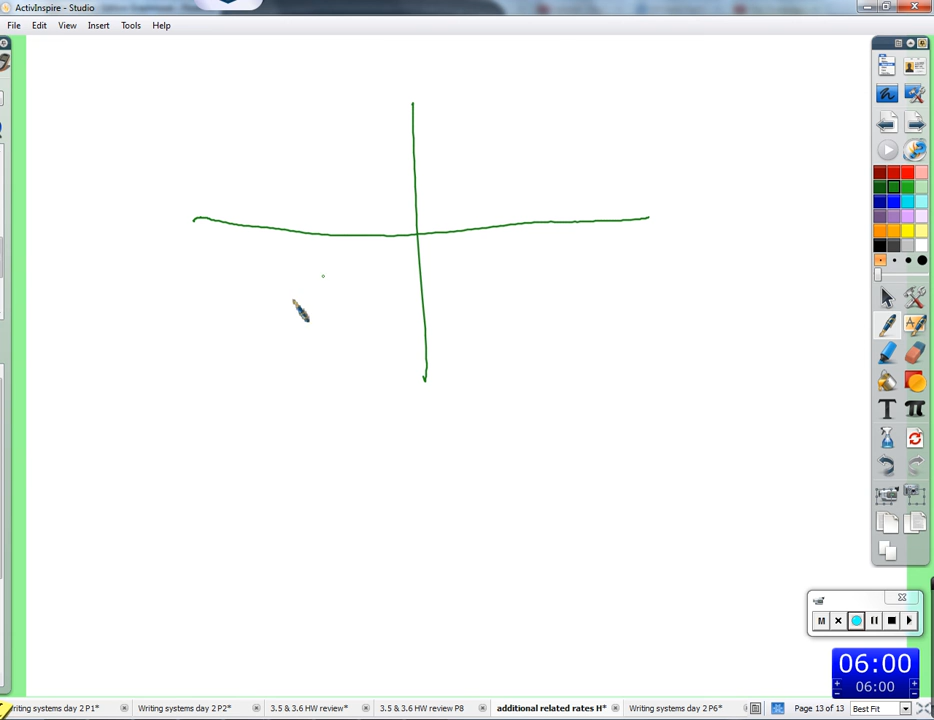 ActivInspire - Studio
File Edit View Insert Tools Help
T π
M
06:00
06:00
riting systems day 2 P1* Writing systems day 2 P2* 3.5 & 3.6 HW review* 3.5 & 3.6 HW review P8 additional related rates H* Writing systems day 2 P6* Page 13 of 13 Best Fit